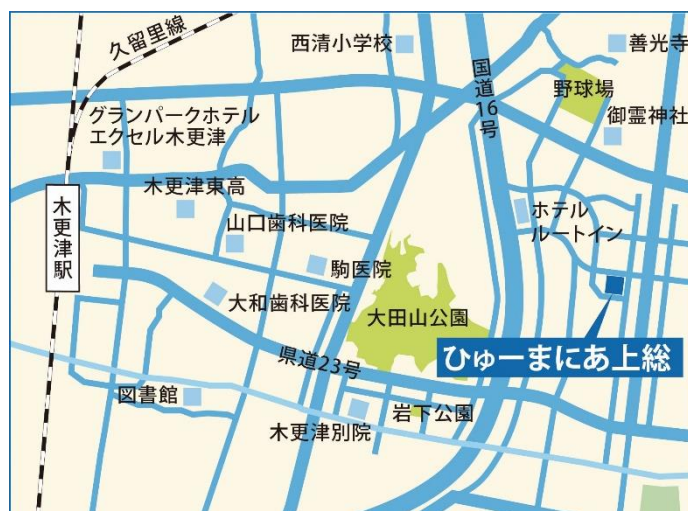 久留里線
西清小学校
善光寺
国道16号
野球場
グランパークホテル
エクセル木更津
御霊神社
木更津東高
木更津駅
山口歯科医院
ホテル
ルートイン
駒医院
大和歯科医院
大田山公園
ひゅーまにあ上総
県道23号
図書館
岩下公園
木更津別院